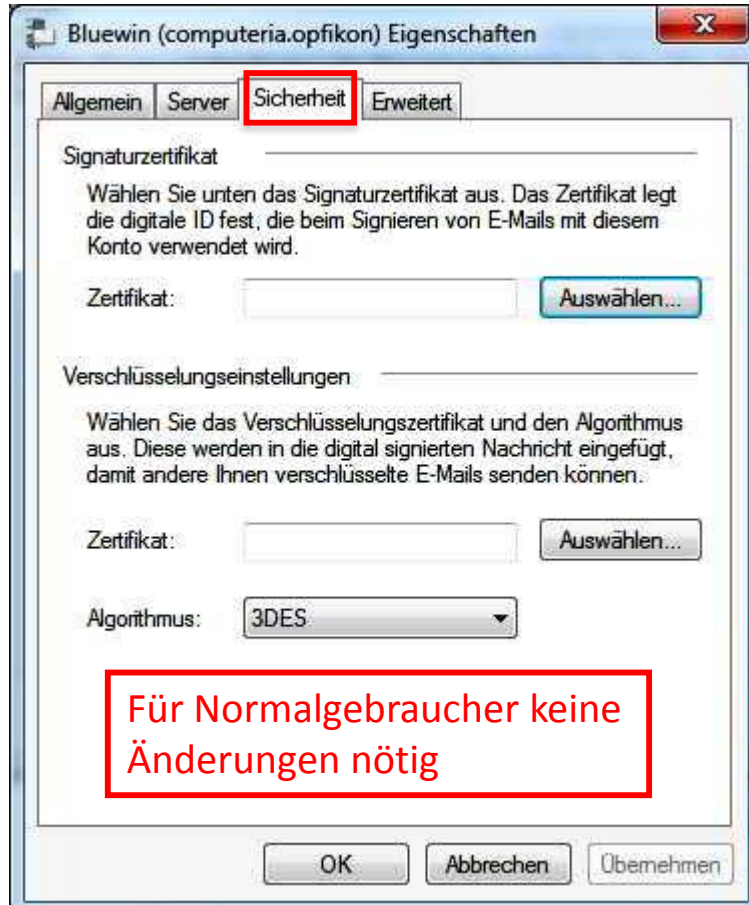 Bluewin (computeria.opfikon) Eigenschaften
Allgemein Server Sicherheit Erweitert
Signaturzertifikat
Wählen Sie unten das Signaturzertifikat aus. Das Zertifikat legt
die digitale ID fest, die beim Signieren von E-Mails mit diesem
Konto verwendet wird.
Zertifikat: Auswählen...
Verschlüsselungseinstellungen
Wählen Sie das Verschlüsselungszertifikat und den Algorithmus
aus. Diese werden in die digital signierten Nachricht eingefügt,
damit andere Ihnen verschlüsselte E-Mails senden können.
Zertifikat: Auswählen...
Algorithmus: 3DES
Für Normalgebraucher keine
Änderungen nötig
OK Abbrechen Übernehmen